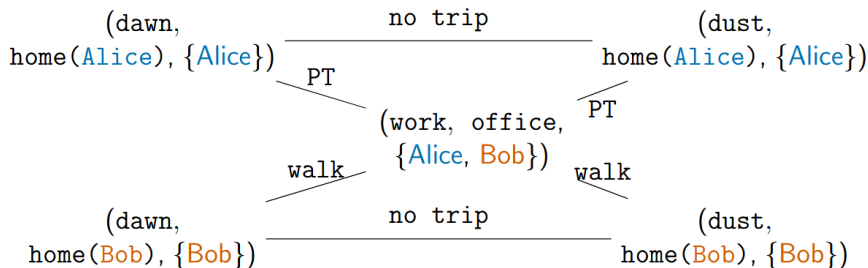 (dawn,
home(Alice), {Alice})
no trip
(dust,
home(Alice), {Alice})
PT
PT
(work, office,
{Alice, Bob})
walk
walk
(dawn,
home(Bob), {Bob})
no trip
(dust,
home(Bob), {Bob})